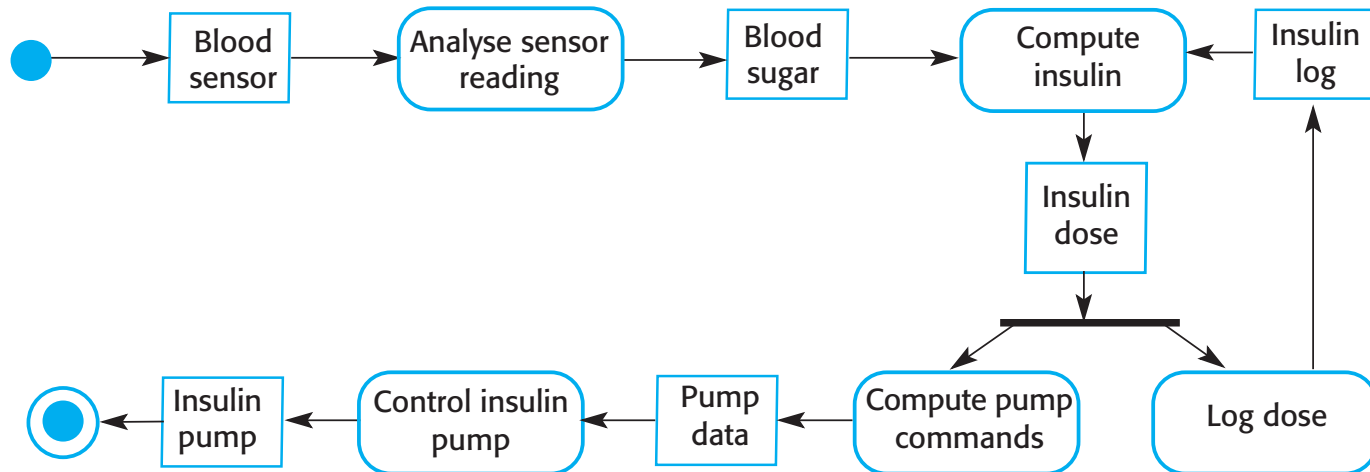 Blood
sensor
Analyse sensor
reading
Blood
sugar
Compute
insulin
Insulin
log
Insulin
dose
Insulin
pump
Control insulin
pump
Pump
data
Compute pump
commands
Log dose